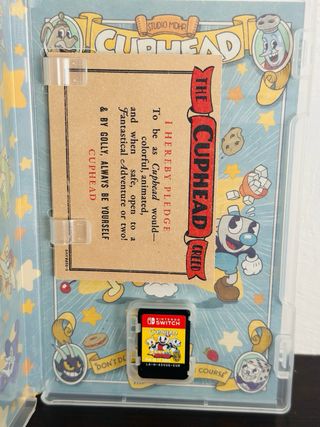 STUDIO MDHR
CUPHEAD
THE
CUPHEAD
CREED
I HEREBY PLEDGE
To be as Cuphead would—
colorful, animated,
and when safe, open to a
Fantastical Adventure or two!
& BY GOLLY, ALWAYS BE YOURSELF
CUPHEAD
NINTENDO
SWITCH
"DON'T DE
COURSE"